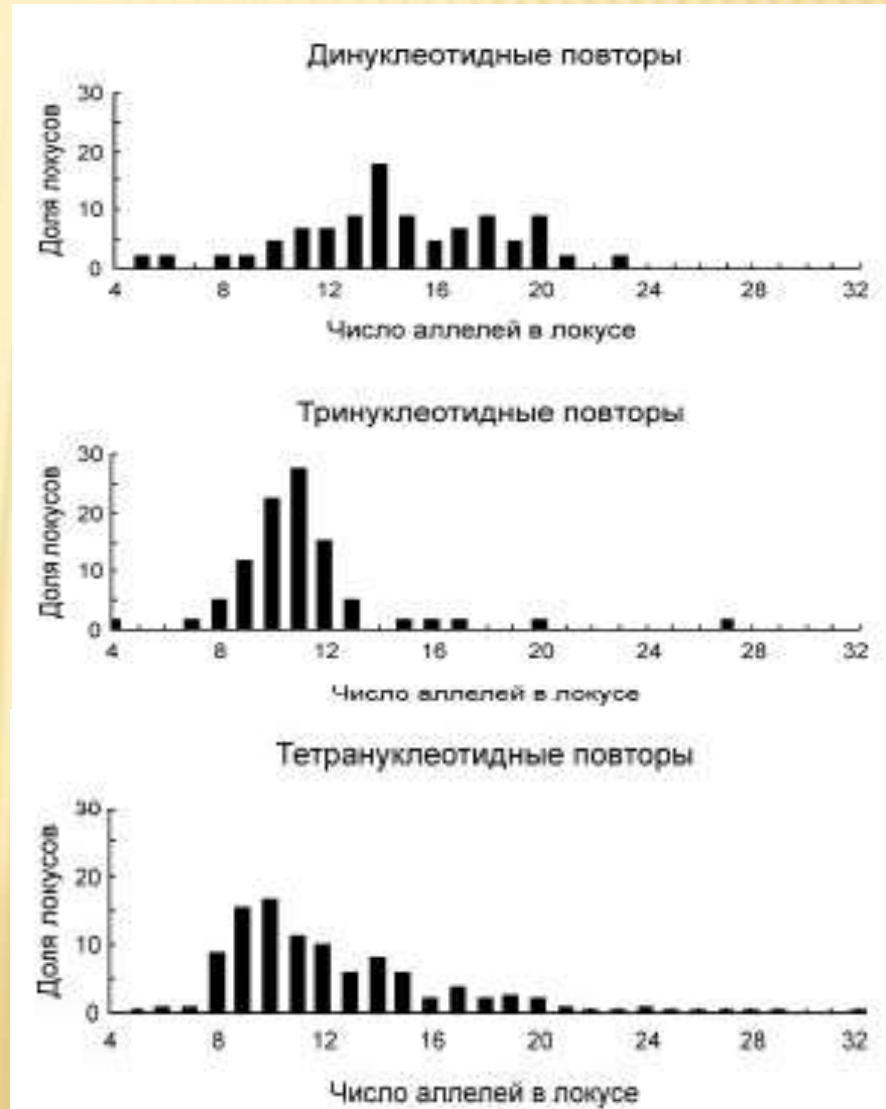 Динуклеотидные повторы
30
20
10
0
Доля локусов
4 8 12 16 20 24 28 32
Число аллелей в локусе
Тринуклеотидные повторы
30
20
10
0
Доля локусов
4 8 12 16 20 24 28 32
Число аллелей в локусе
Тетрануклеотидные повторы
30
20
10
0
Доля локусов
4 8 12 16 20 24 28 32
Число аллелей в локусе